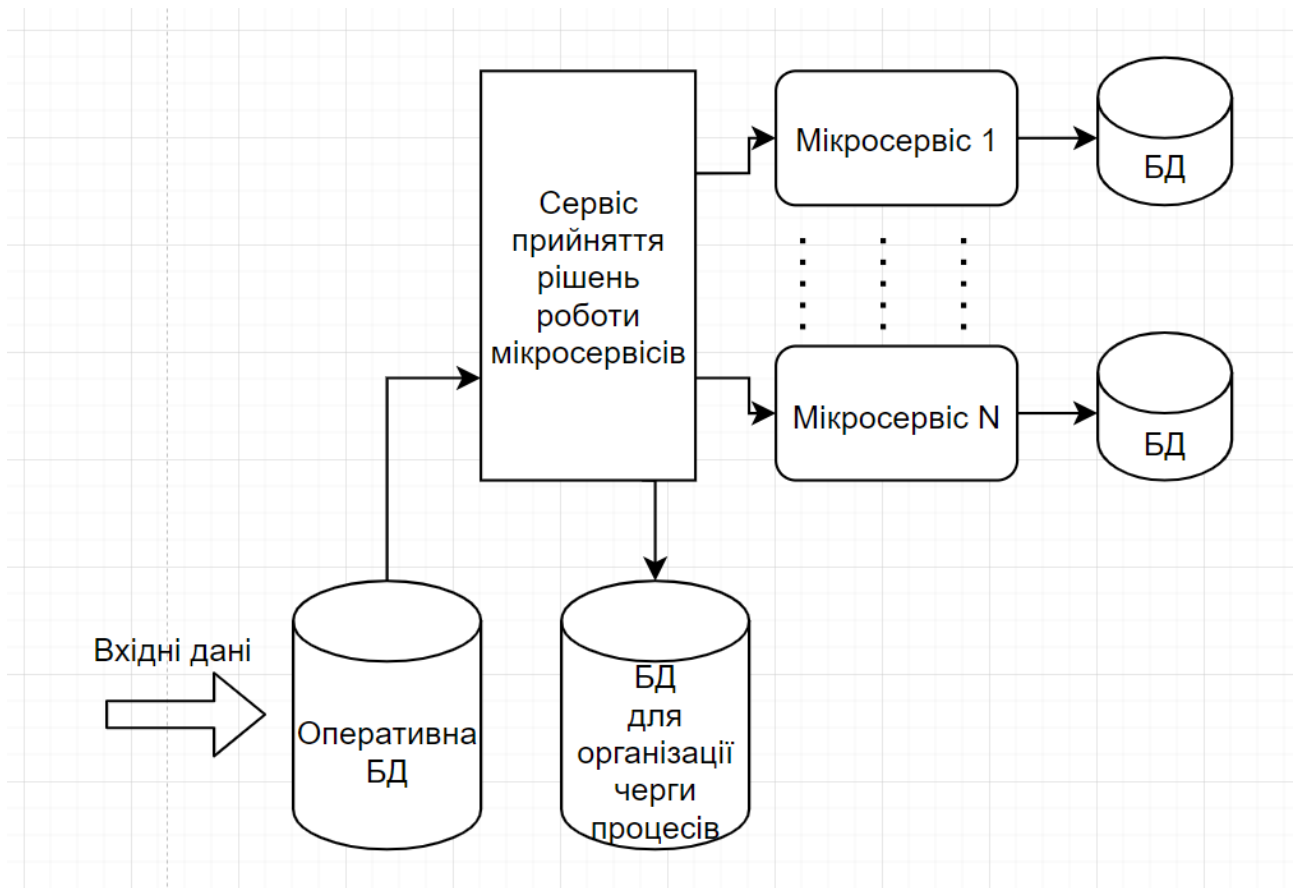 Сервіс
прийняття
рішень
роботи
мікросервісів
Мікросервіс 1
БД
Мікросервіс N
БД
Вхідні дані
Оперативна
БД
БД
для
організації
черги
процесів